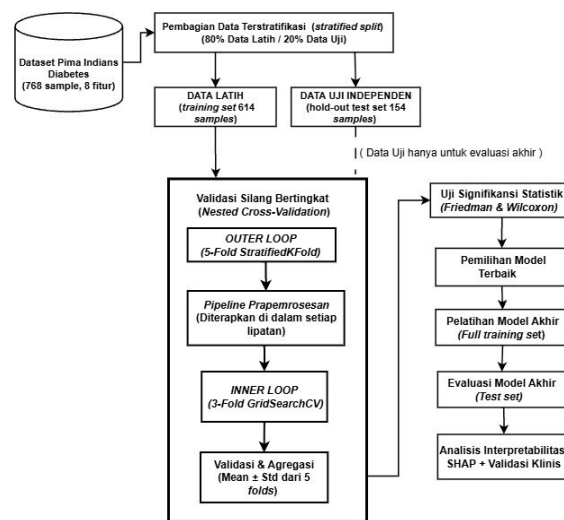 Dataset Pima Indians
Diabetes
(768 sample, 8 fitur)
Pembagian Data Terstratifikasi (stratified split)
(80% Data Latih / 20% Data Uji)
DATA LATIH
(training set 614
samples)
DATA UJI INDEPENDEN
(hold-out test set 154
samples)
( Data Uji hanya untuk evaluasi akhir )
Validasi Silang Bertingkat
(Nested Cross-Validation)
OUTER LOOP
(5-Fold StratifiedKFold)
Pipeline Prapemrosesan
(Diterapkan di dalam setiap
lipatan)
INNER LOOP
(3-Fold GridSearchCV)
Validasi & Agregasi
(Mean ± Std dari 5
folds)
Uji Signifikansi Statistik
(Friedman & Wilcoxon)
Pemilihan Model
Terbaik
Pelatihan Model Akhir
(Full training set)
Evaluasi Model Akhir
(Test set)
Analisis Interpretabilitas
SHAP + Validasi Klinis